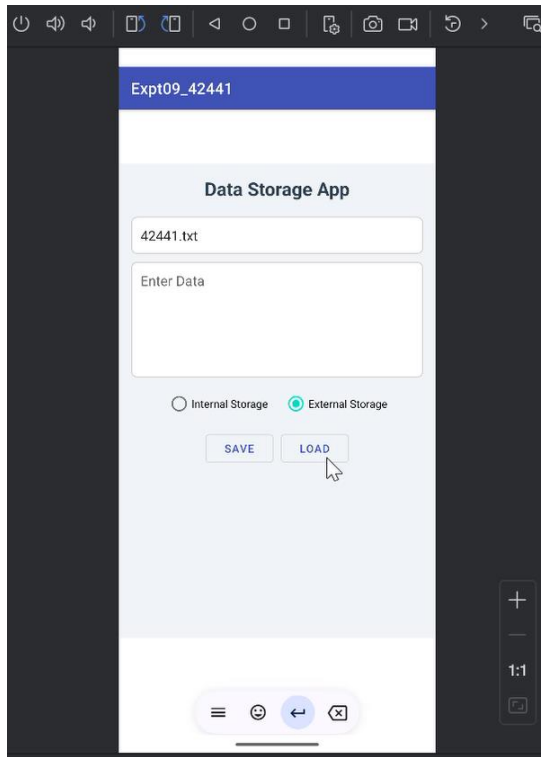 Expt09_42441
Data Storage App
42441.txt
Enter Data
Internal Storage External Storage
SAVE LOAD
1:1